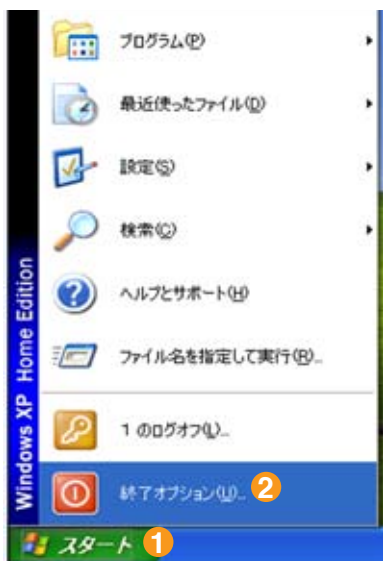 プログラム(P)
最近使ったファイル(D)
設定(S)
検索(C)
ヘルプとサポート(H)
ファイル名を指定して実行(R)...
1 のログオフ(L)...
終了オプション(U)... 2
Windows XP Home Edition
スタート 1